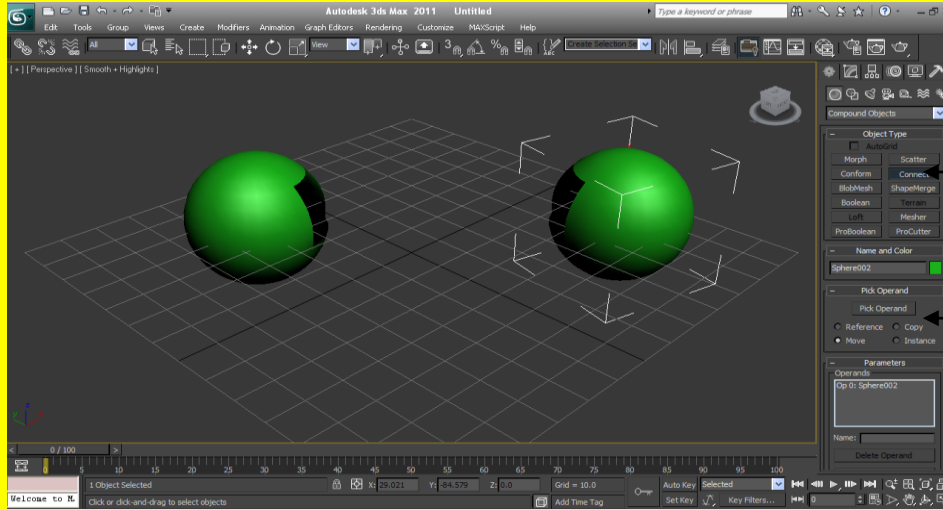 Autodesk 3ds Max 2011 Untitled
Type a keyword or phrase
Edit Tools Group Views Create Modifiers Animation Graph Editors Rendering Customize MAXScript Help
All
View
Create Selection Se
[ + ] [ Perspective ] [ Smooth + Highlights ]
Compound Objects
Object Type
AutoGrid
Morph Scatter
Conform Connect
BlobMesh ShapeMerge
Boolean Terrain
Loft Mesher
ProBoolean ProCutter
Name and Color
Sphere002
Pick Operand
Pick Operand
Reference Copy
Move Instance
Parameters
Operands
Op 0: Sphere002
Name:
Delete Operand
0 / 100
0 5 10 15 20 25 30 35 40 45 50 55 60 65 70 75 80 85 90 95 100
1 Object Selected
X: 29.021 Y: -84.579 Z: 0.0
Grid = 10.0
Auto Key Selected
Welcome to M
Click or click-and-drag to select objects
Add Time Tag
Set Key Key Filters...
0